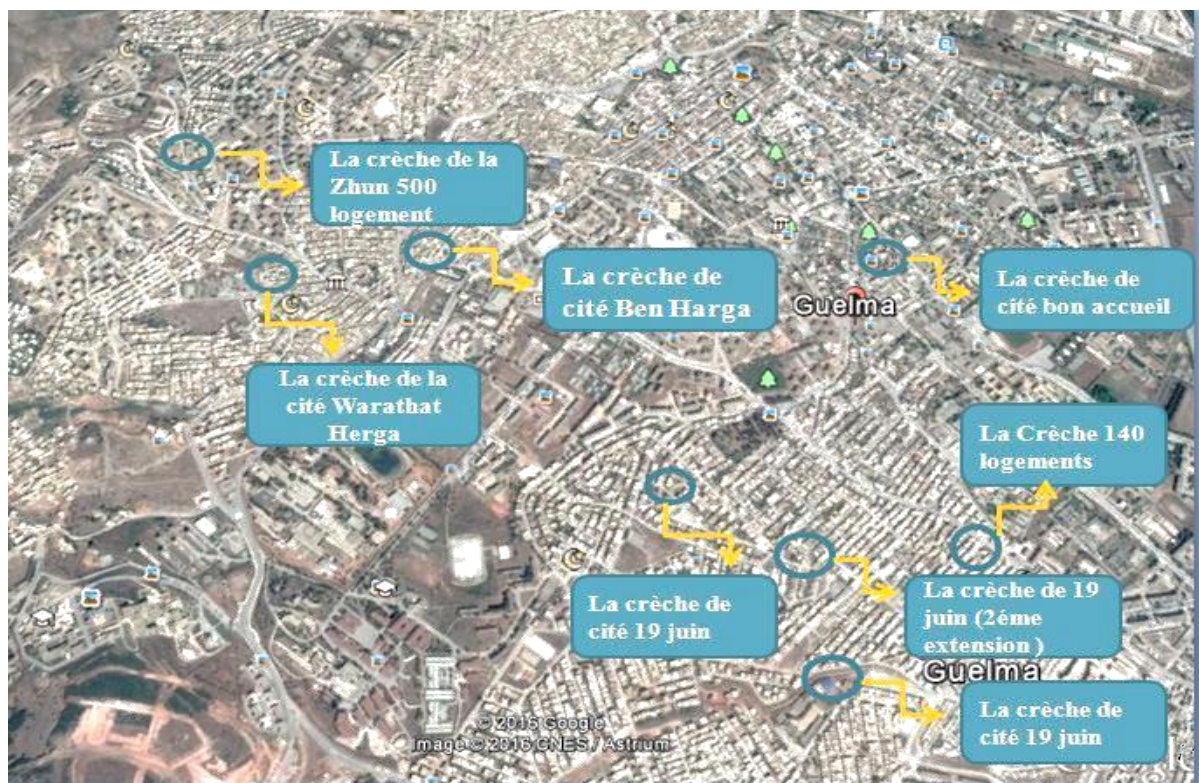 La crèche de la
Zhun 500
logement
La crèche de
cité Ben Harga
Guelma
La crèche de
cité bon accueil
La crèche de la
cité Warathat
Herga
La Crèche 140
logements
La crèche de
cité 19 juin
La crèche de 19
juin (2éme
extension )
Guelma
La crèche de
cité 19 juin
© 2016 Google
Image © 2016 CNES / Astrium